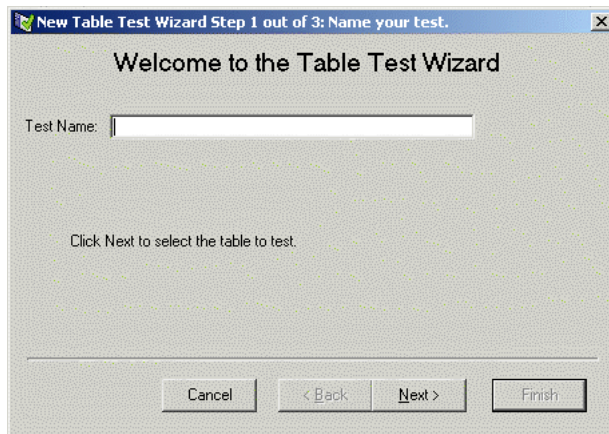 New Table Test Wizard Step 1 out of 3: Name your test.
Welcome to the Table Test Wizard
Test Name:
Click Next to select the table to test.
Cancel < Back Next > Finish